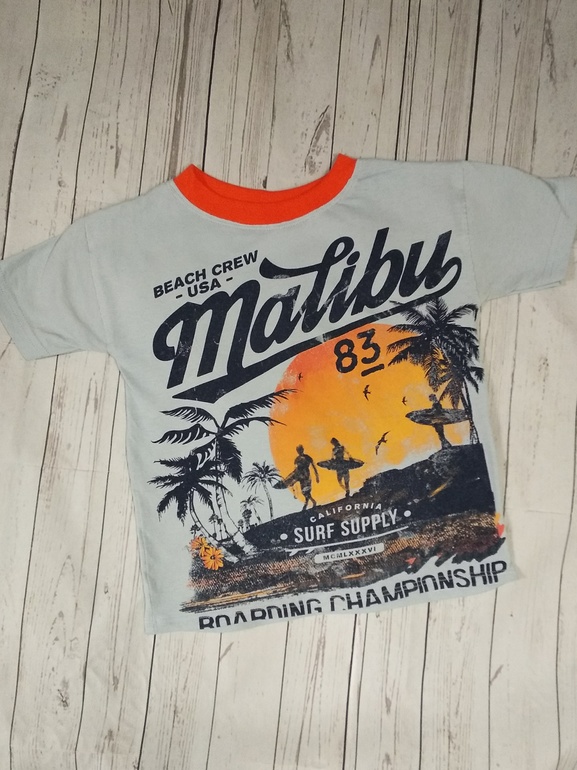 BEACH CREW
- USA -
Malibu
83
CALIFORNIA
• SURF SUPPLY •
MCMLXXXVI
BOARDING CHAMPIONSHIP